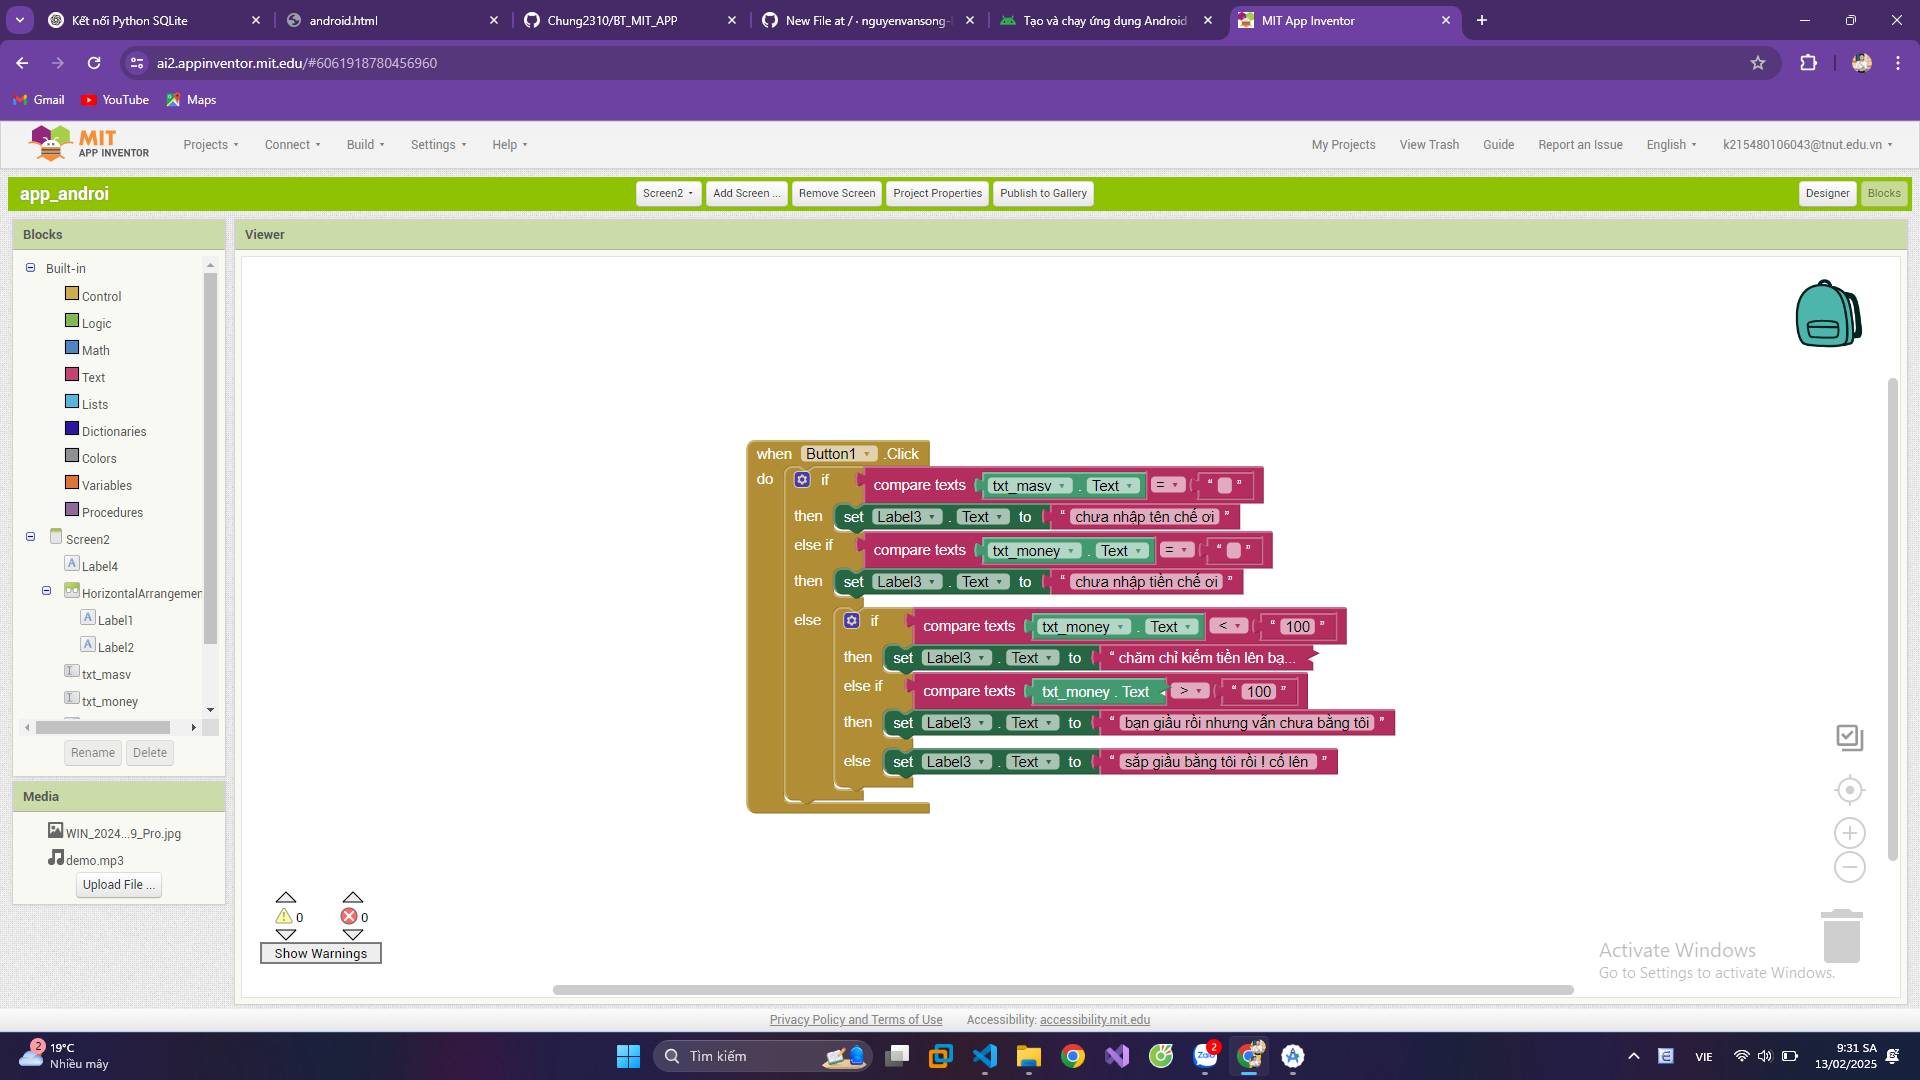 Kết nối Python SQLite
android.html
Chung2310/BT_MIT_APP
New File at / · nguyenvansong-
Tạo và chạy ứng dụng Android
MIT App Inventor
ai2.appinventor.mit.edu/#6061918780456960
Gmail
YouTube
Maps
MIT
APP INVENTOR
Projects
Connect
Build
Settings
Help
My Projects
View Trash
Guide
Report an Issue
English
k215480106043@tnut.edu.vn
app_androi
Screen2
Add Screen ...
Remove Screen
Project Properties
Publish to Gallery
Designer
Blocks
Blocks
Viewer
Built-in
Control
Logic
Math
Text
Lists
Dictionaries
Colors
Variables
Procedures
Screen2
Label4
HorizontalArrangemen
Label1
Label2
txt_masv
txt_money
Rename
Delete
Media
WIN_2024...9_Pro.jpg
demo.mp3
Upload File ...
when Button1 .Click
do if compare texts txt_masv . Text = “ ”
then set Label3 . Text to “ chưa nhập tên chế ơi ”
else if compare texts txt_money . Text = “ ”
then set Label3 . Text to “ chưa nhập tiền chế ơi ”
else if compare texts txt_money . Text < “ 100 ”
then set Label3 . Text to “ chăm chỉ kiếm tiền lên bạ...
else if compare texts txt_money . Text > “ 100 ”
then set Label3 . Text to “ bạn giầu rồi nhưng vẫn chưa bằng tôi ”
else set Label3 . Text to “ sắp giầu bằng tôi rồi ! cố lên ”
0
0
Show Warnings
Activate Windows
Go to Settings to activate Windows.
Privacy Policy and Terms of Use
Accessibility: accessibility.mit.edu
2
19°C
Nhiều mây
Tìm kiếm
Zalo
2
VIE
9:31 SA
13/02/2025